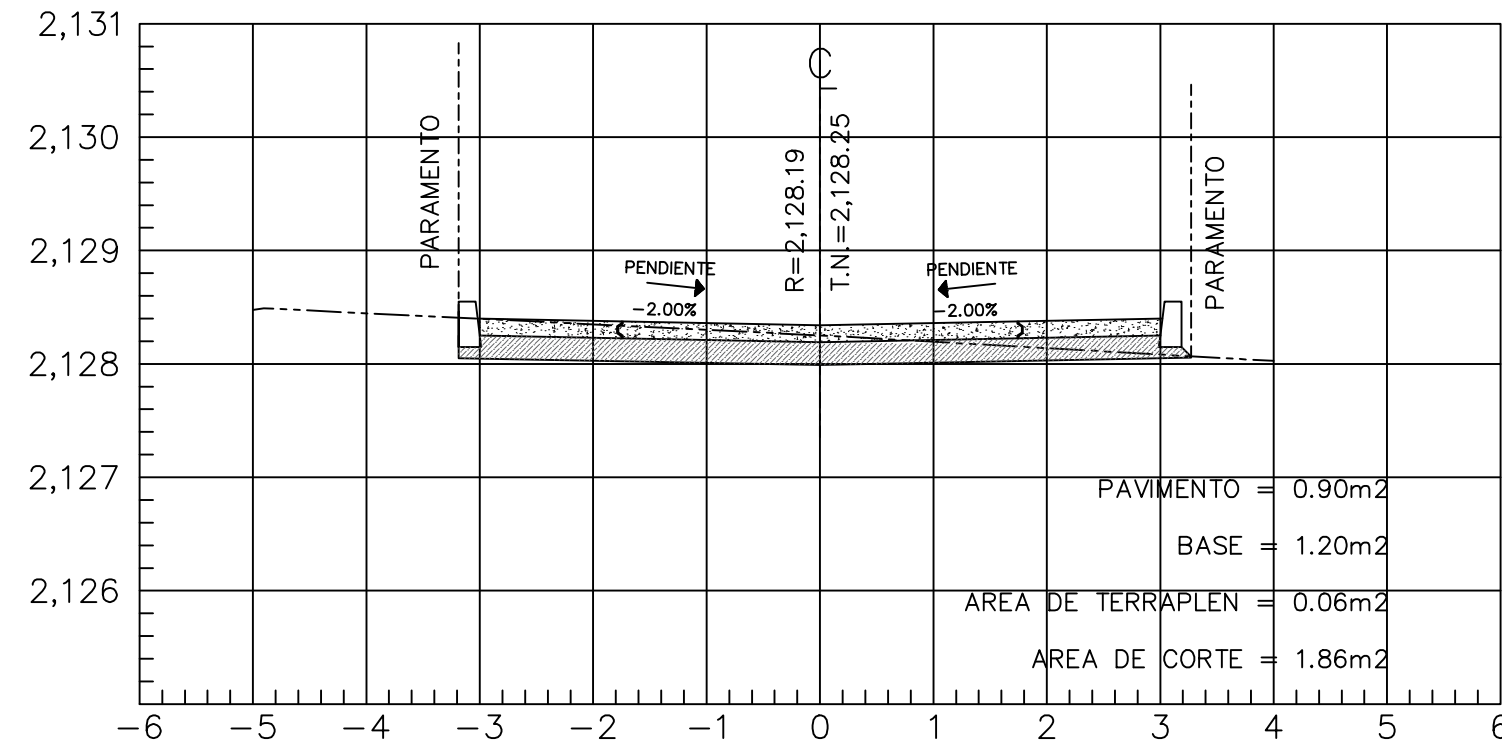 2,131
2,130
2,129
2,128
2,127
2,126
PARAMENTO
CL
R=2,128.19
T.N.=2,128.25
PARAMENTO
PENDIENTE
-2.00%
PENDIENTE
-2.00%
PAVIMENTO = 0.90m2
BASE = 1.20m2
AREA DE TERRAPLEN = 0.06m2
AREA DE CORTE = 1.86m2
-6 -5 -4 -3 -2 -1 0 1 2 3 4 5 6